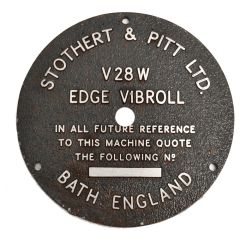 STOTHERT & PITT LTD.
V28W
EDGE VIBROLL
IN ALL FUTURE REFERENCE
TO THIS MACHINE QUOTE
THE FOLLOWING Nº
BATH, ENGLAND